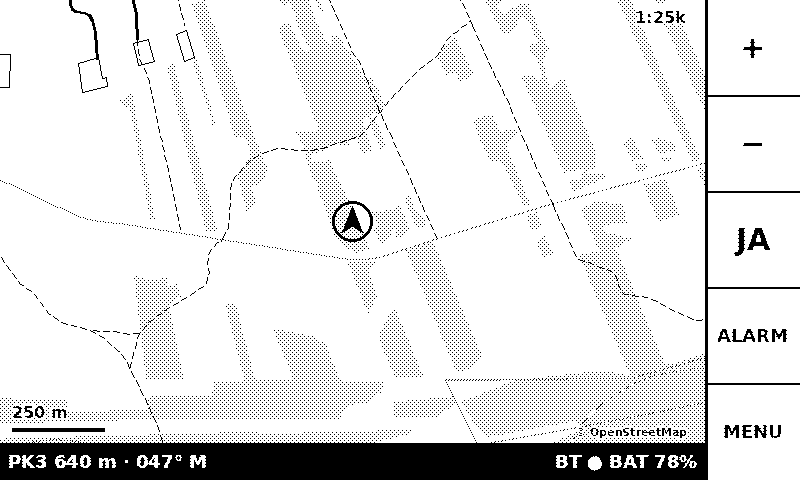 1:25k
+
−
JA
ALARM
MENU
250 m
OpenStreetMap
PK3 640 m · 047° M
BT ● BAT 78%